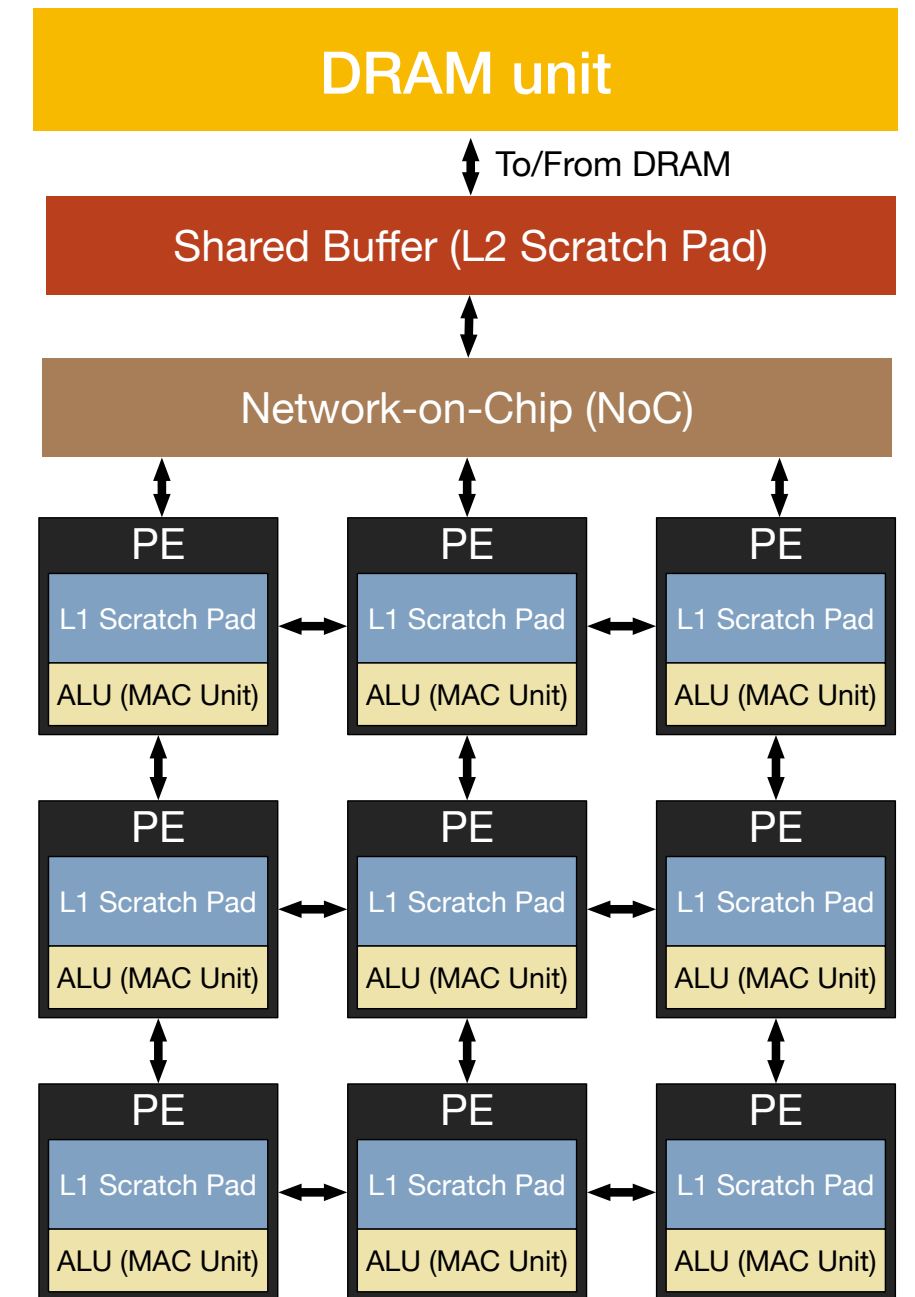 DRAM unit
To/From DRAM
Shared Buffer (L2 Scratch Pad)
Network-on-Chip (NoC)
PE PE PE
L1 Scratch Pad L1 Scratch Pad L1 Scratch Pad
ALU (MAC Unit) ALU (MAC Unit) ALU (MAC Unit)
PE PE PE
L1 Scratch Pad L1 Scratch Pad L1 Scratch Pad
ALU (MAC Unit) ALU (MAC Unit) ALU (MAC Unit)
PE PE PE
L1 Scratch Pad L1 Scratch Pad L1 Scratch Pad
ALU (MAC Unit) ALU (MAC Unit) ALU (MAC Unit)